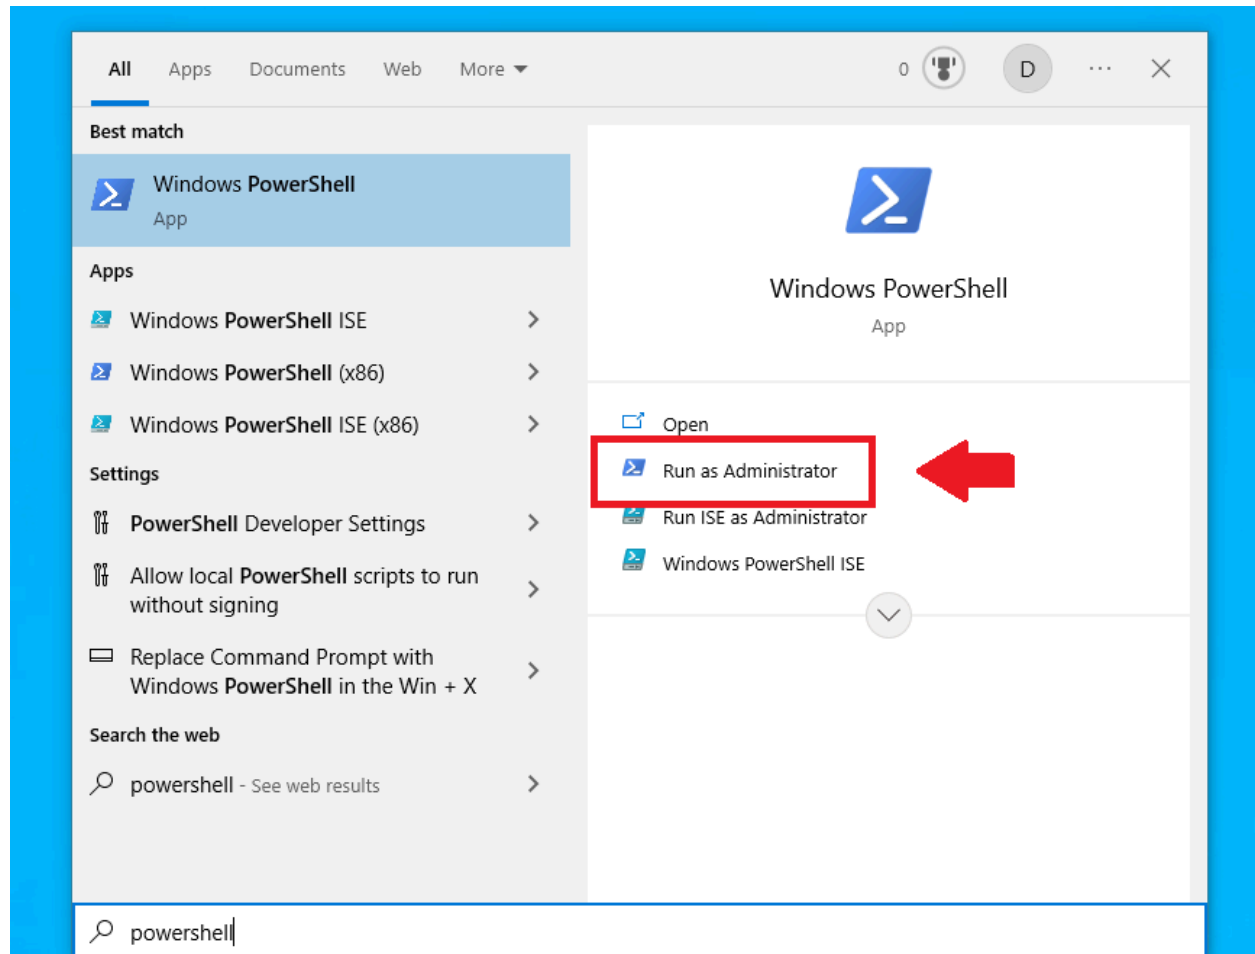 All Apps Documents Web More 0 D ... 
Best match
Windows PowerShell
App
Apps
Windows PowerShell ISE
Windows PowerShell (x86)
Windows PowerShell ISE (x86)
Settings
PowerShell Developer Settings
Allow local PowerShell scripts to run
without signing
Replace Command Prompt with
Windows PowerShell in the Win + X
Search the web
powershell - See web results
Windows PowerShell
App
Open
Run as Administrator
Run ISE as Administrator
Windows PowerShell ISE
powershell